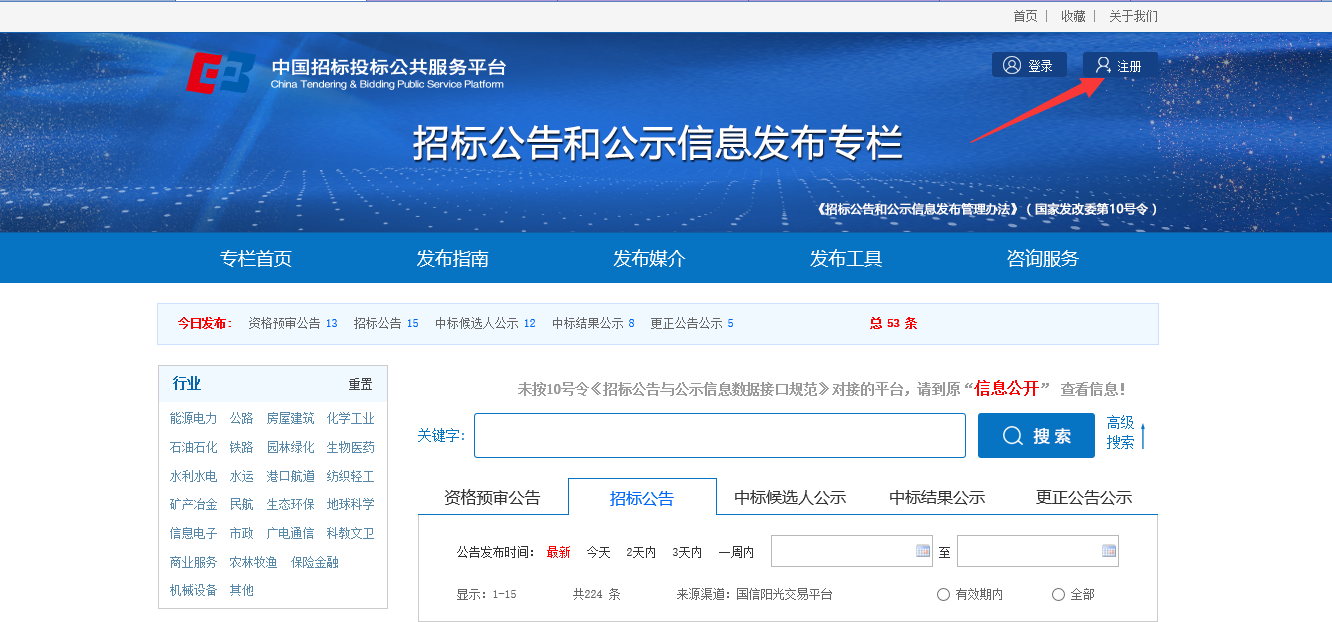 首页 | 收藏 | 关于我们
中国招标投标公共服务平台
China Tendering & Bidding Public Service Platform
登录
注册
招标公告和公示信息发布专栏
《招标公告和公示信息发布管理办法》(国家发改委第10号令)
专栏首页 发布指南 发布媒介 发布工具 咨询服务
今日发布: 资格预审公告 13 招标公告 15 中标候选人公示 12 中标结果公示 8 更正公告公示 5 总 53 条
行业 重置
能源电力 公路 房屋建筑 化学工业
石油石化 铁路 园林绿化 生物医药
水利水电 水运 港口航道 纺织轻工
矿产冶金 民航 生态环保 地球科学
信息电子 市政 广电通信 科教文卫
商业服务 农林牧渔 保险金融
机械设备 其他
未按10号令《招标公告与公示信息数据接口规范》对接的平台，请到原“信息公开” 查看信息!
关键字: 搜 索 高级
搜索
资格预审公告 招标公告 中标候选人公示 中标结果公示 更正公告公示
公告发布时间: 最新 今天 2天内 3天内 一周内 至
显示: 1-15 共224 条 来源渠道: 国信阳光交易平台 有效期内 全部